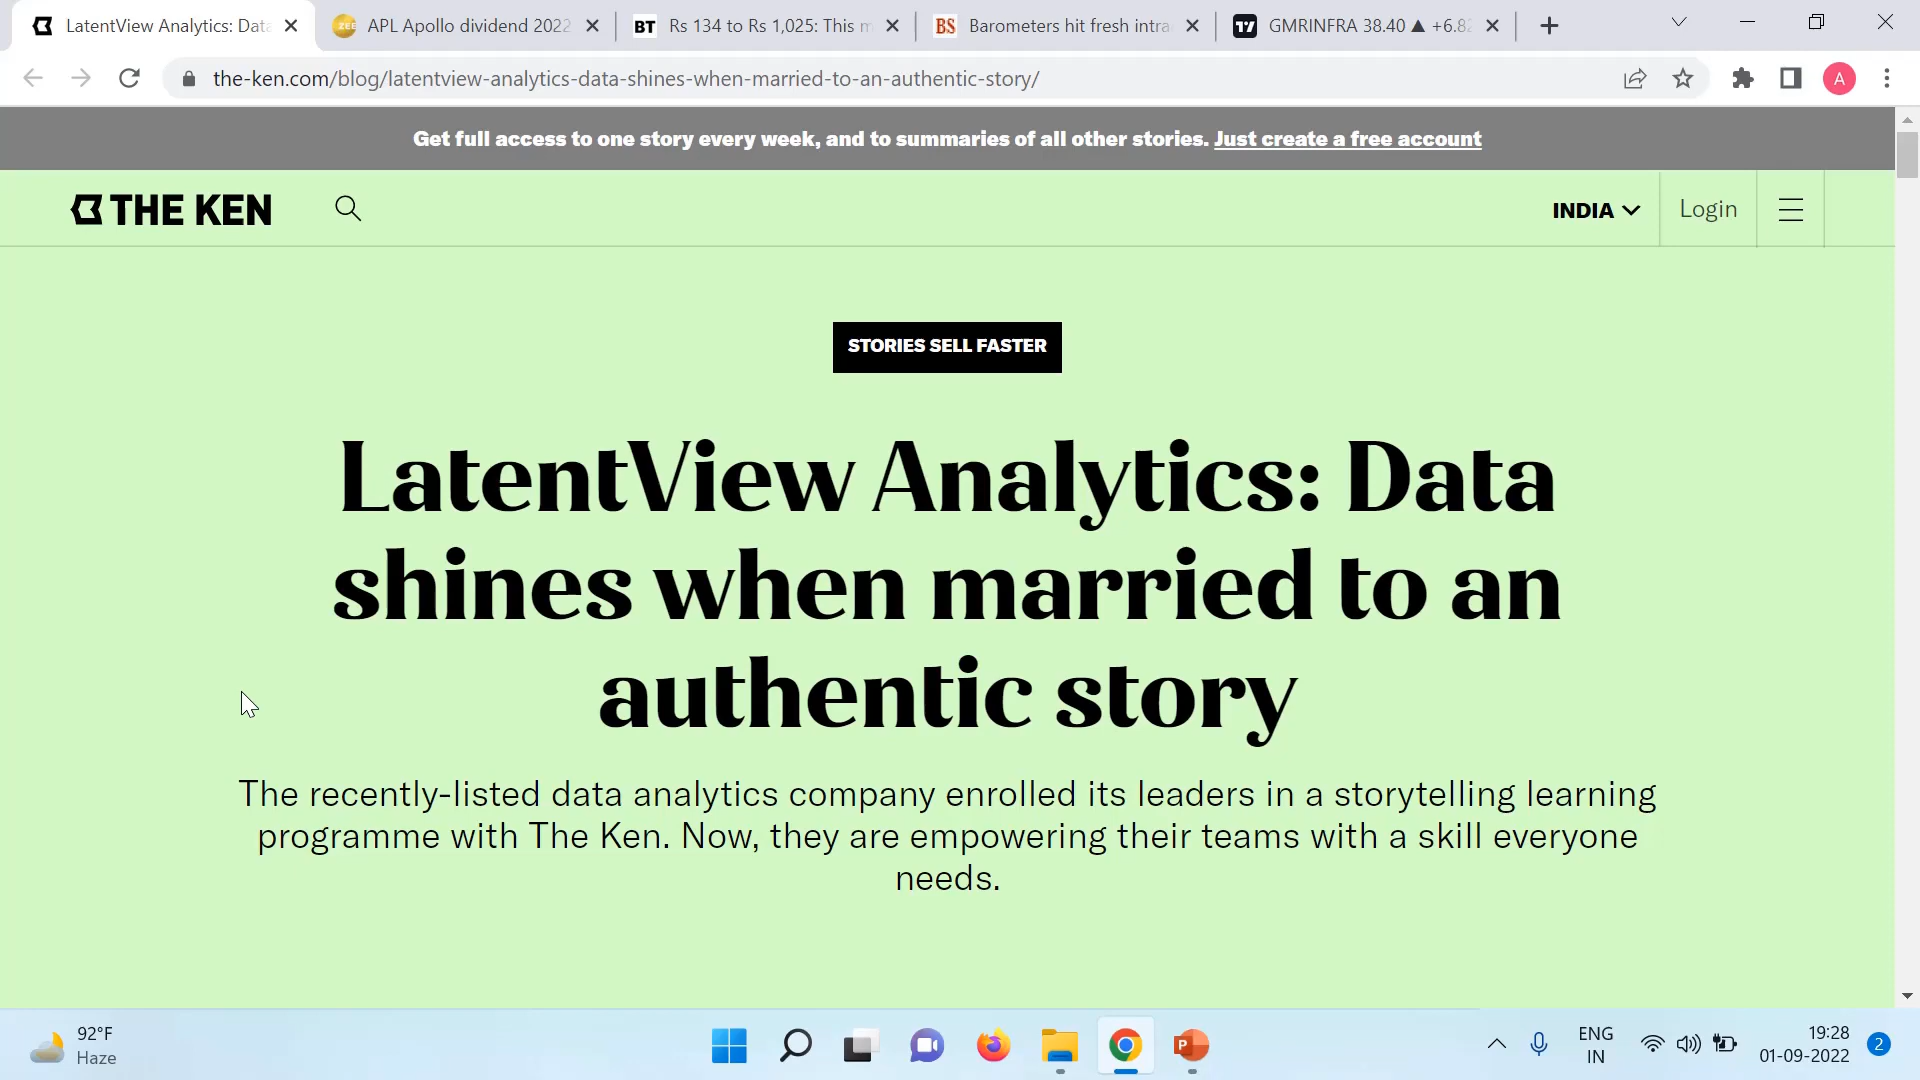 LatentView Analytics: Data
APL Apollo dividend 2022
BT Rs 134 to Rs 1,025: This m
BS Barometers hit fresh intra
GMRINFRA 38.40 ▲ +6.82
the-ken.com/blog/latentview-analytics-data-shines-when-married-to-an-authentic-story/
A
Get full access to one story every week, and to summaries of all other stories. Just create a free account
THE KEN
INDIA
Login
STORIES SELL FASTER
LatentView Analytics: Data
shines when married to an
authentic story
The recently-listed data analytics company enrolled its leaders in a storytelling learning
programme with The Ken. Now, they are empowering their teams with a skill everyone
needs.
92°F
Haze
P
ENG
IN
19:28
01-09-2022
2